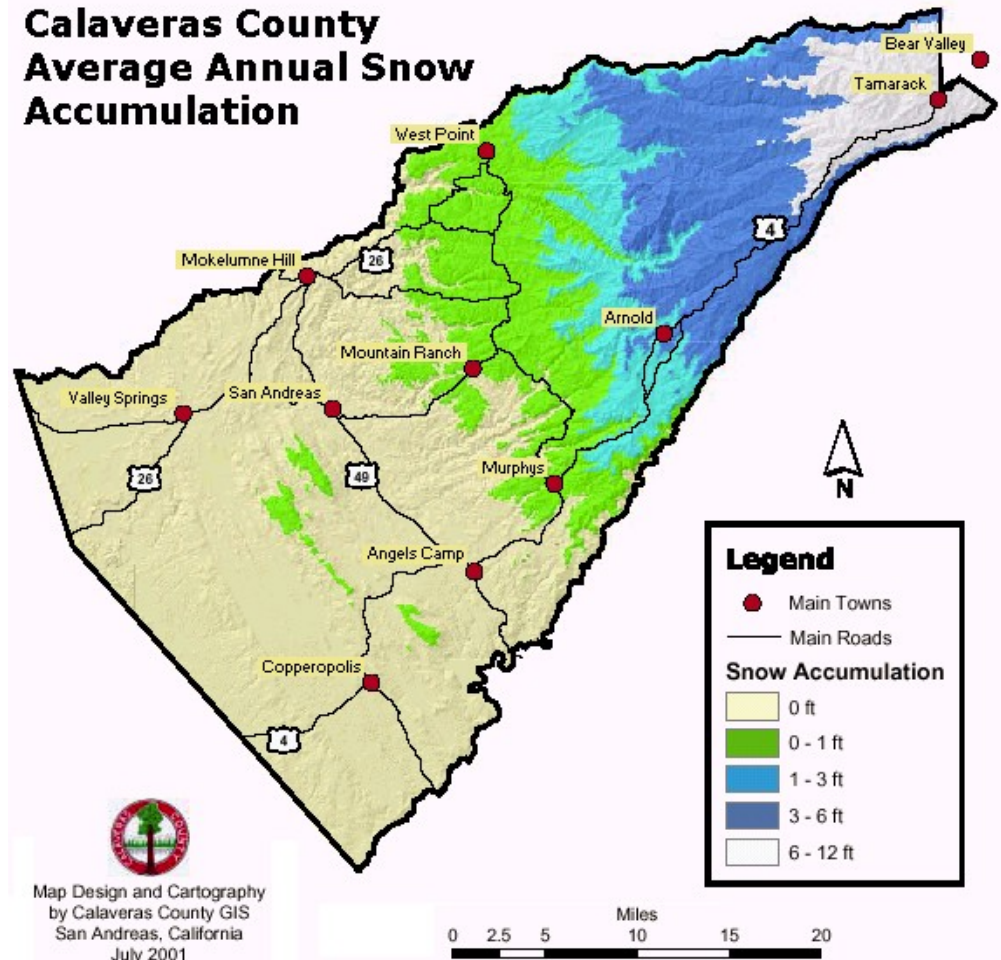 Calaveras County
Average Annual Snow
Accumulation
Bear Valley
Tamarack
West Point
4
26
Mokelumne Hill
Arnold
Mountain Ranch
San Andreas
Valley Springs
Murphys
49
26
N
Angels Camp
Copperopolis
4
Legend
Main Towns
Main Roads
Snow Accumulation
0 ft
0 - 1 ft
1 - 3 ft
3 - 6 ft
6 - 12 ft
CALAVERAS COUNTY
Map Design and Cartography
by Calaveras County GIS
San Andreas, California
July 2001
Miles
0 2.5 5 10 15 20